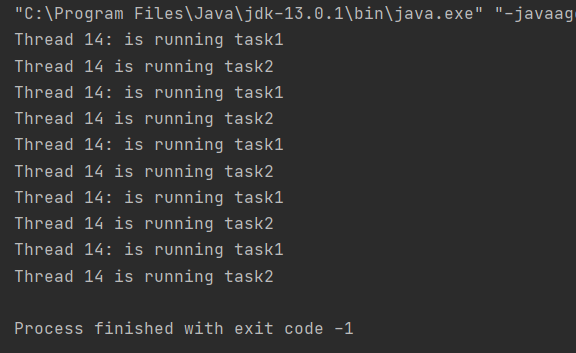 "C:\Program Files\Java\jdk-13.0.1\bin\java.exe" "-javaag
Thread 14: is running task1
Thread 14 is running task2
Thread 14: is running task1
Thread 14 is running task2
Thread 14: is running task1
Thread 14 is running task2
Thread 14: is running task1
Thread 14 is running task2
Thread 14: is running task1
Thread 14 is running task2
Process finished with exit code -1